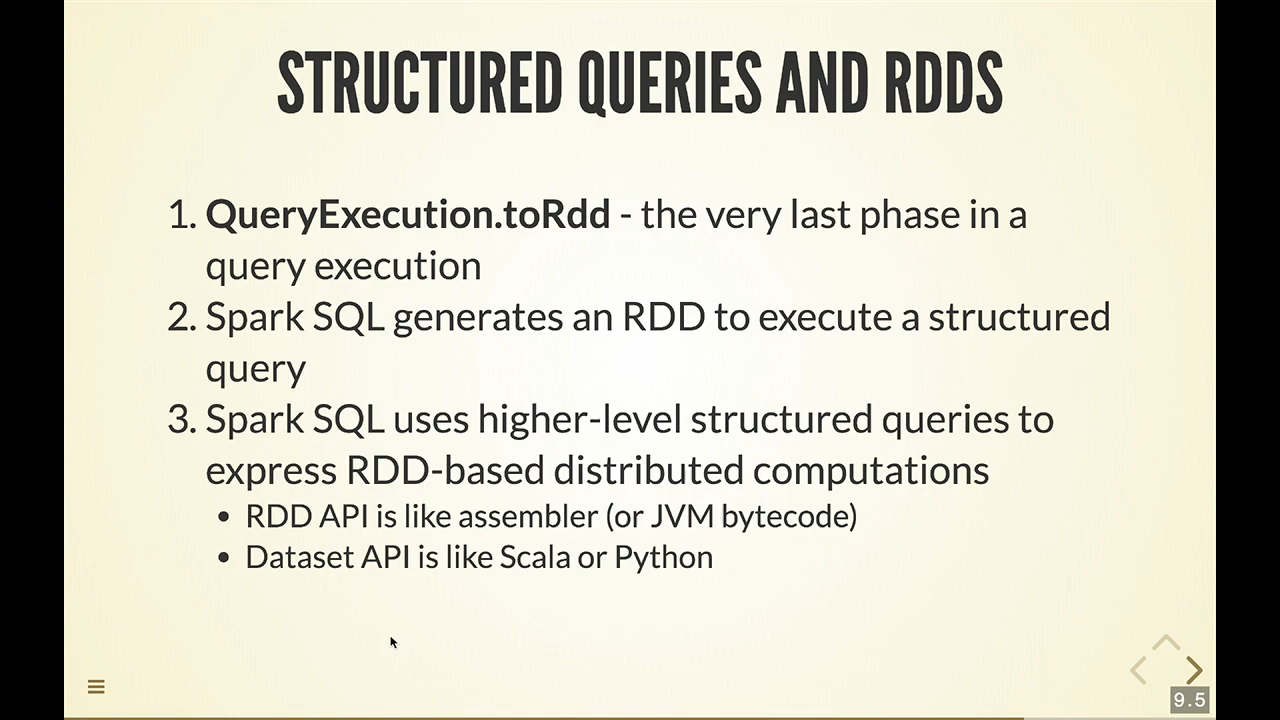 STRUCTURED QUERIES AND RDDS
1. QueryExecution.toRdd - the very last phase in a
query execution
2. Spark SQL generates an RDD to execute a structured
query
3. Spark SQL uses higher-level structured queries to
express RDD-based distributed computations
• RDD API is like assembler (or JVM bytecode)
• Dataset API is like Scala or Python
9.5